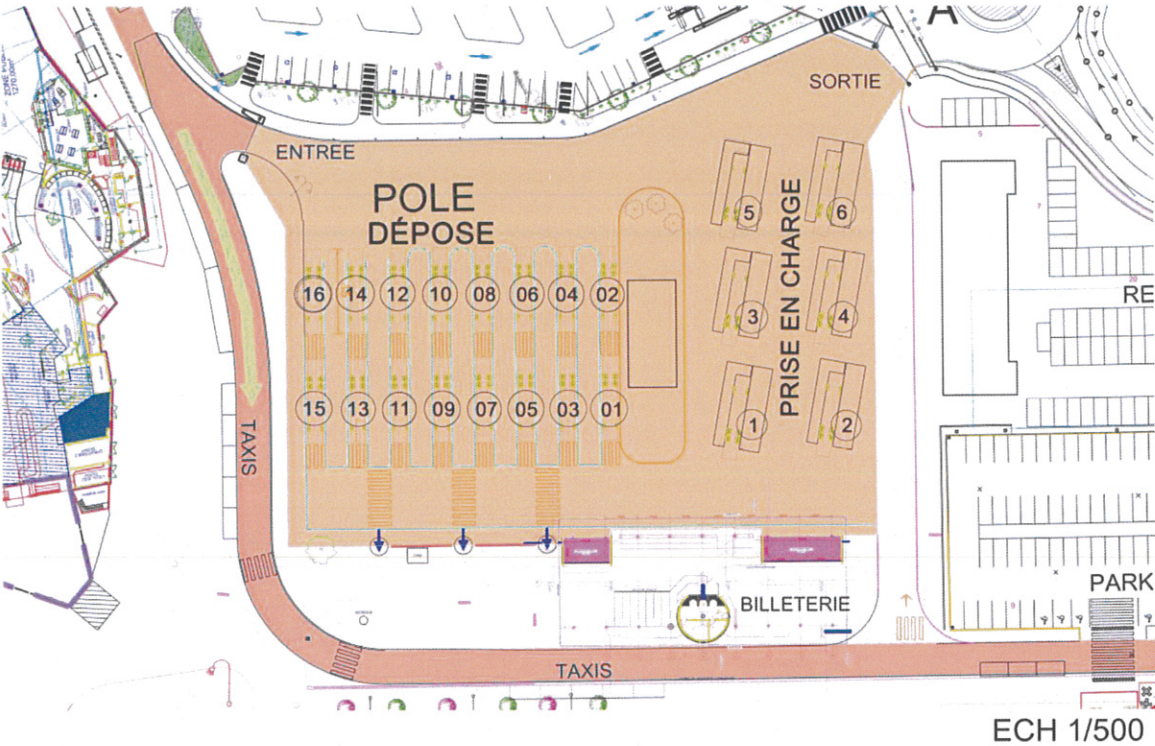 A
SORTIE
ENTRÉE
POLE
DÉPOSE
5
6
16
14
12
10
08
06
04
02
3
4
PRISE EN CHARGE
RE
15
13
11
09
07
05
03
01
1
2
TAXIS
BILLETERIE
PARK
TAXIS
ECH 1/500